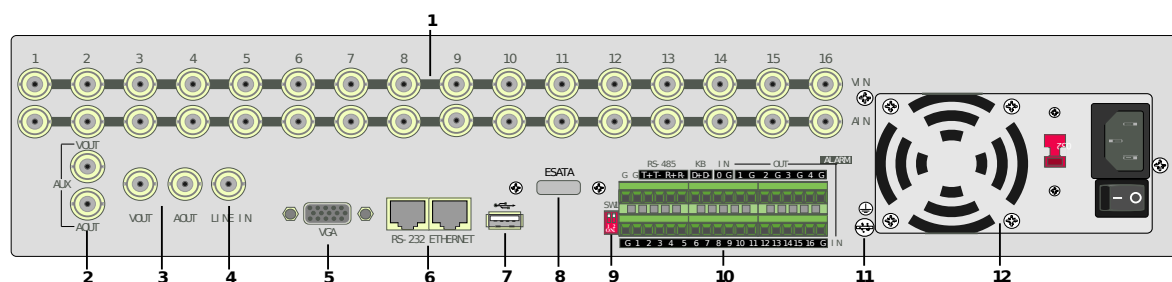 1
1 2 3 4 5 6 7 8 9 10 11 12 13 14 15 16
VIN
AIN
VOUT
AUX
AOUT
VOUT AOUT LINE IN
VGA
RS-232 ETHERNET
ESATA
RS-485 KB IN OUT ALARM
G G T+ T- R+ R- D+ D- 0 G 1 G 2 G 3 G 4 G
SW1
G 1 2 3 4 5 6 7 8 9 10 11 12 13 14 15 16 G IN
2 3 4 5 6 7 8 9 10 11 12